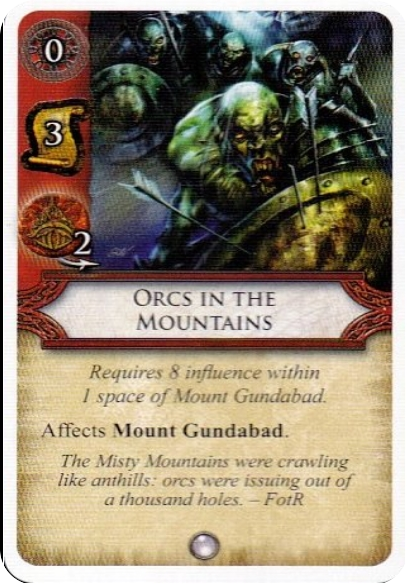 0
3
2
ORCS IN THE
MOUNTAINS
Requires 8 influence within
1 space of Mount Gundabad.
Affects Mount Gundabad.
The Misty Mountains were crawling
like anthills: orcs were issuing out of
a thousand holes. – FotR